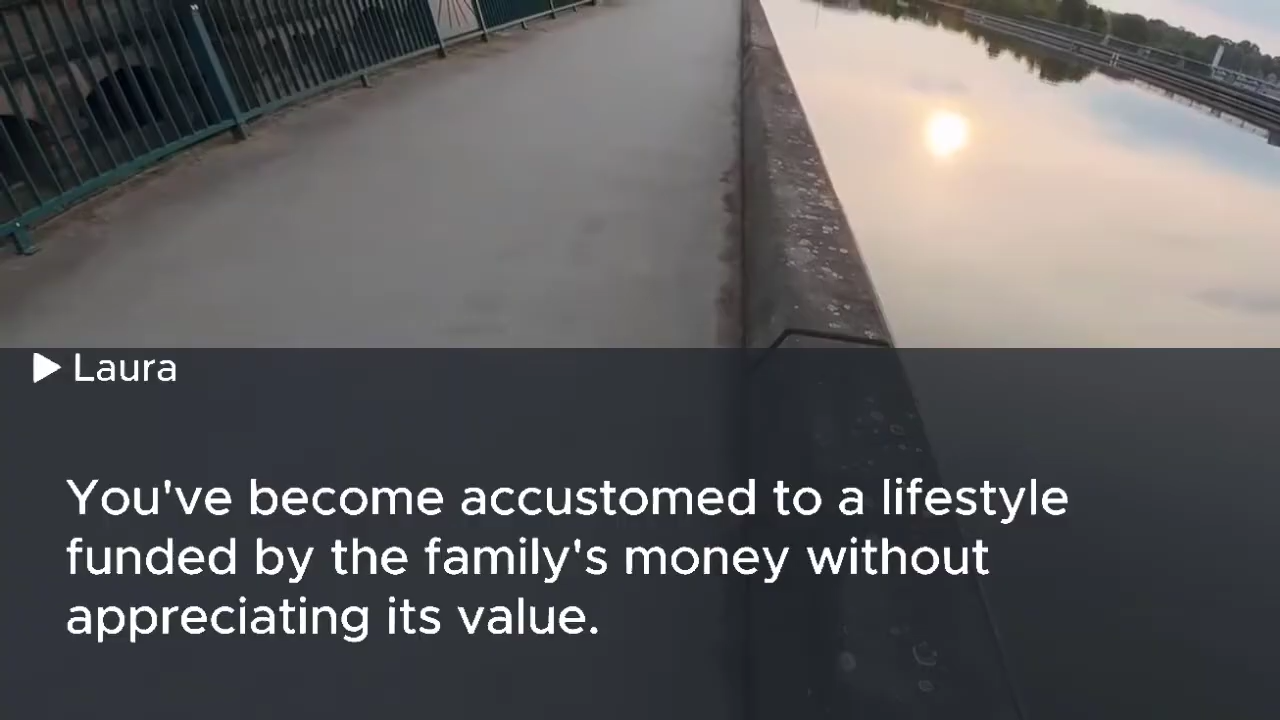 Laura
You've become accustomed to a lifestyle
funded by the family's money without
appreciating its value.